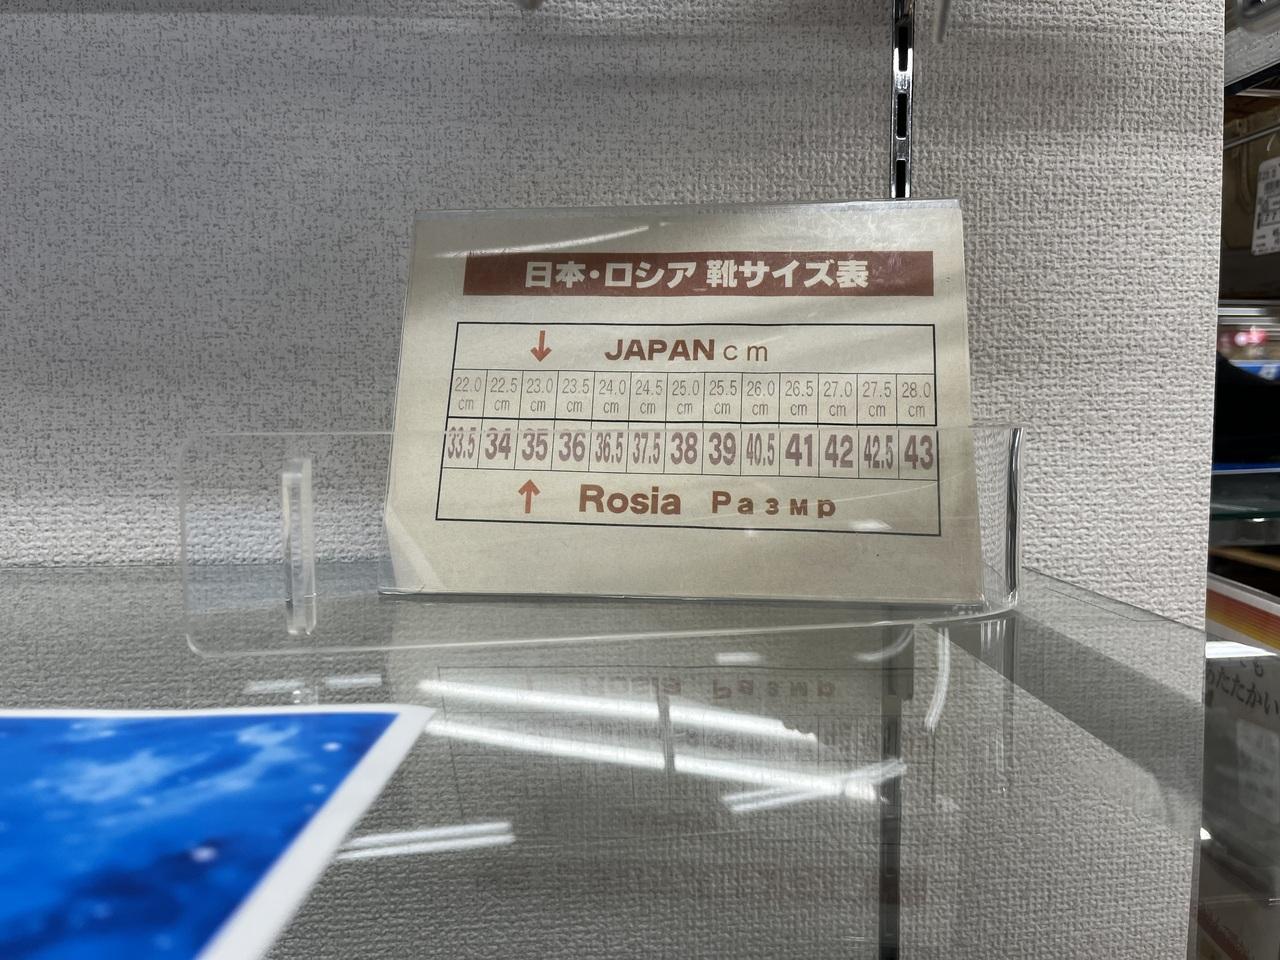 日本・ロシア 靴サイズ表
↓ JAPAN cm
22.0 cm 22.5 cm 23.0 cm 23.5 cm 24.0 cm 24.5 cm 25.0 cm 25.5 cm 26.0 cm 26.5 cm 27.0 cm 27.5 cm 28.0 cm
33.5 34 35 36 36.5 37.5 38 39 40.5 41 42 42.5 43
↑ Rosia Размр